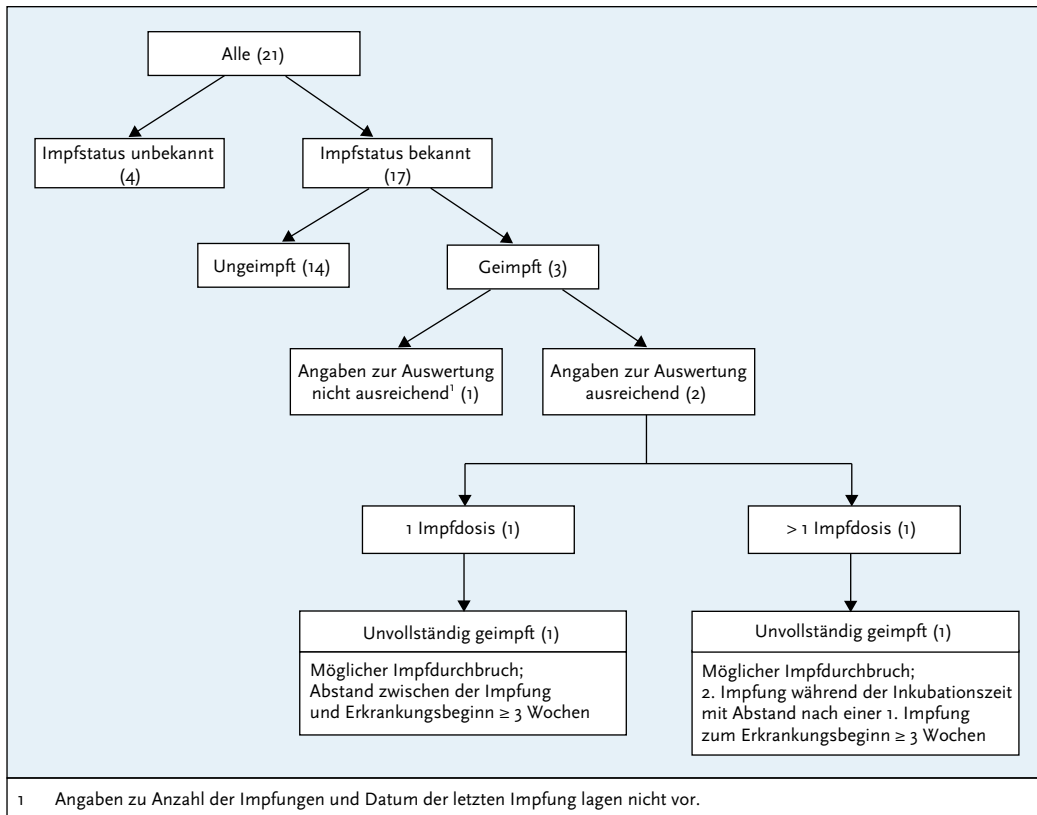 Alle (21)
Impfstatus unbekannt
(4)
Impfstatus bekannt
(17)
Ungeimpft (14)
Geimpft (3)
Angaben zur Auswertung
nicht ausreichend¹ (1)
Angaben zur Auswertung
ausreichend (2)
1 Impfdosis (1)
> 1 Impfdosis (1)
Unvollständig geimpft (1)
Möglicher Impfdurchbruch;
Abstand zwischen der Impfung
und Erkrankungsbeginn ≥ 3 Wochen
Unvollständig geimpft (1)
Möglicher Impfdurchbruch;
2. Impfung während der Inkubationszeit
mit Abstand nach einer 1. Impfung
zum Erkrankungsbeginn ≥ 3 Wochen
1 Angaben zu Anzahl der Impfungen und Datum der letzten Impfung lagen nicht vor.